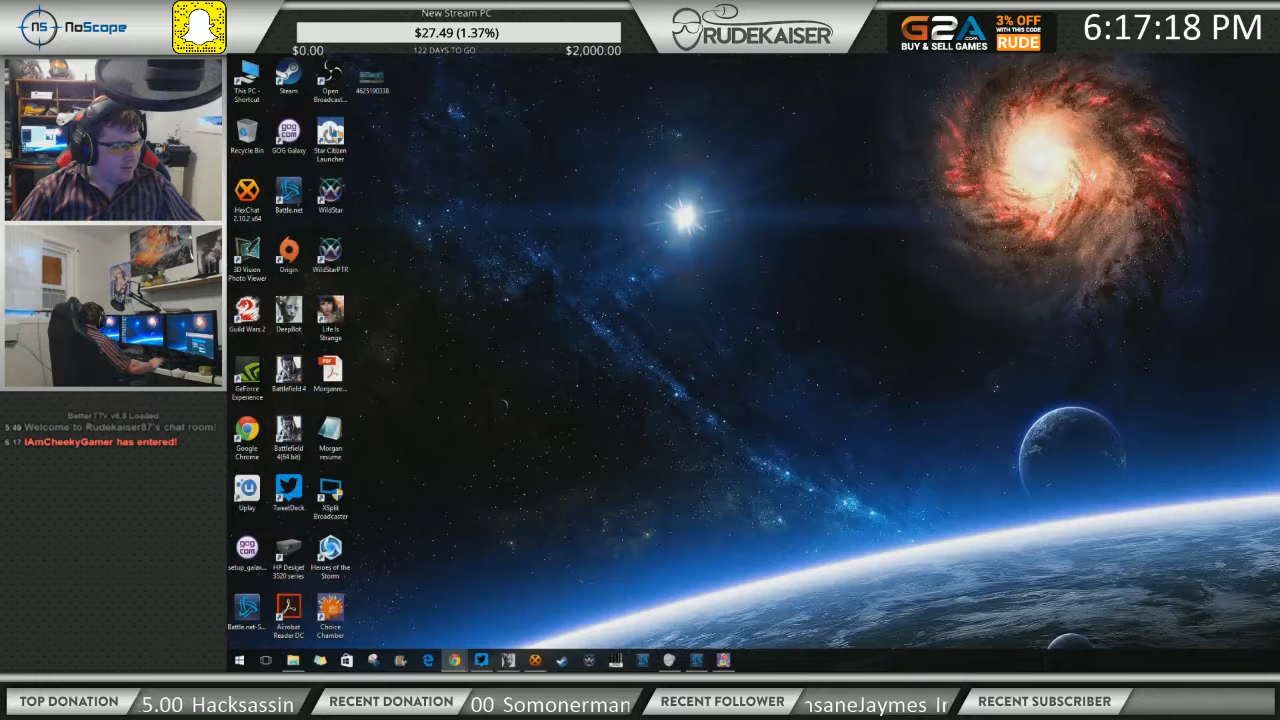 NS NoScope
New Stream PC
$27.49 (1.37%)
$0.00 122 DAYS TO GO $2,000.00
RUDEKAISER
G2A.COM
BUY & SELL GAMES
3% OFF
WITH THIS CODE
RUDE
6:17:18 PM
This PC - Shortcut
Steam
Open Broadcast...
4625190338
Recycle Bin
GOG Galaxy
Star Citizen Launcher
HexChat 2.10.2 x64
Battle.net
WildStar
3D Vision Photo Viewer
Origin
WildStarPTR
Guild Wars 2
DeepBot
Life Is Strange
GeForce Experience
Battlefield 4
Morganre...
Google Chrome
Battlefield 4(64 bit)
Morgan resume
Uplay
TweetDeck
XSplit Broadcaster
setup_galax...
HP Deskjet 3520 series
Heroes of the Storm
Battle.net-S...
Acrobat Reader DC
Choice Chamber
BetterTTV v6.8 Loaded.
5:49 Welcome to Rudekaiser87's chat room!
6:17 IAmCheekyGamer has entered!
TOP DONATION
5.00 Hacksassin
RECENT DONATION
00 Somonerman
RECENT FOLLOWER
nsaneJaymes
RECENT SUBSCRIBER